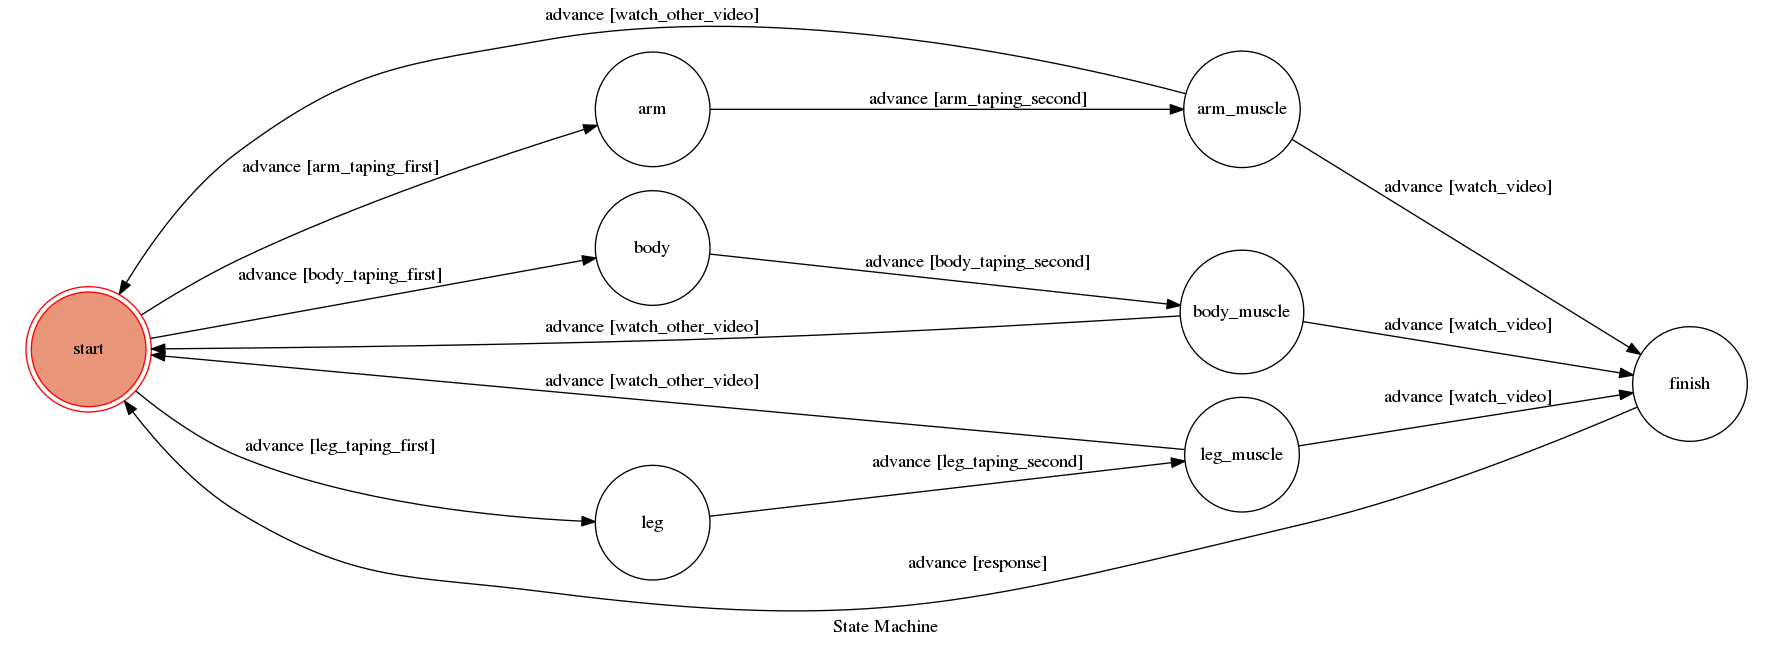 advance [watch_other_video]
arm
advance [arm_taping_second]
arm_muscle
advance [arm_taping_first]
advance [watch_video]
body
advance [body_taping_first]
advance [body_taping_second]
body_muscle
advance [watch_other_video]
advance [watch_video]
start
advance [watch_other_video]
finish
advance [watch_video]
advance [leg_taping_first]
advance [leg_taping_second]
leg_muscle
leg
advance [response]
State Machine